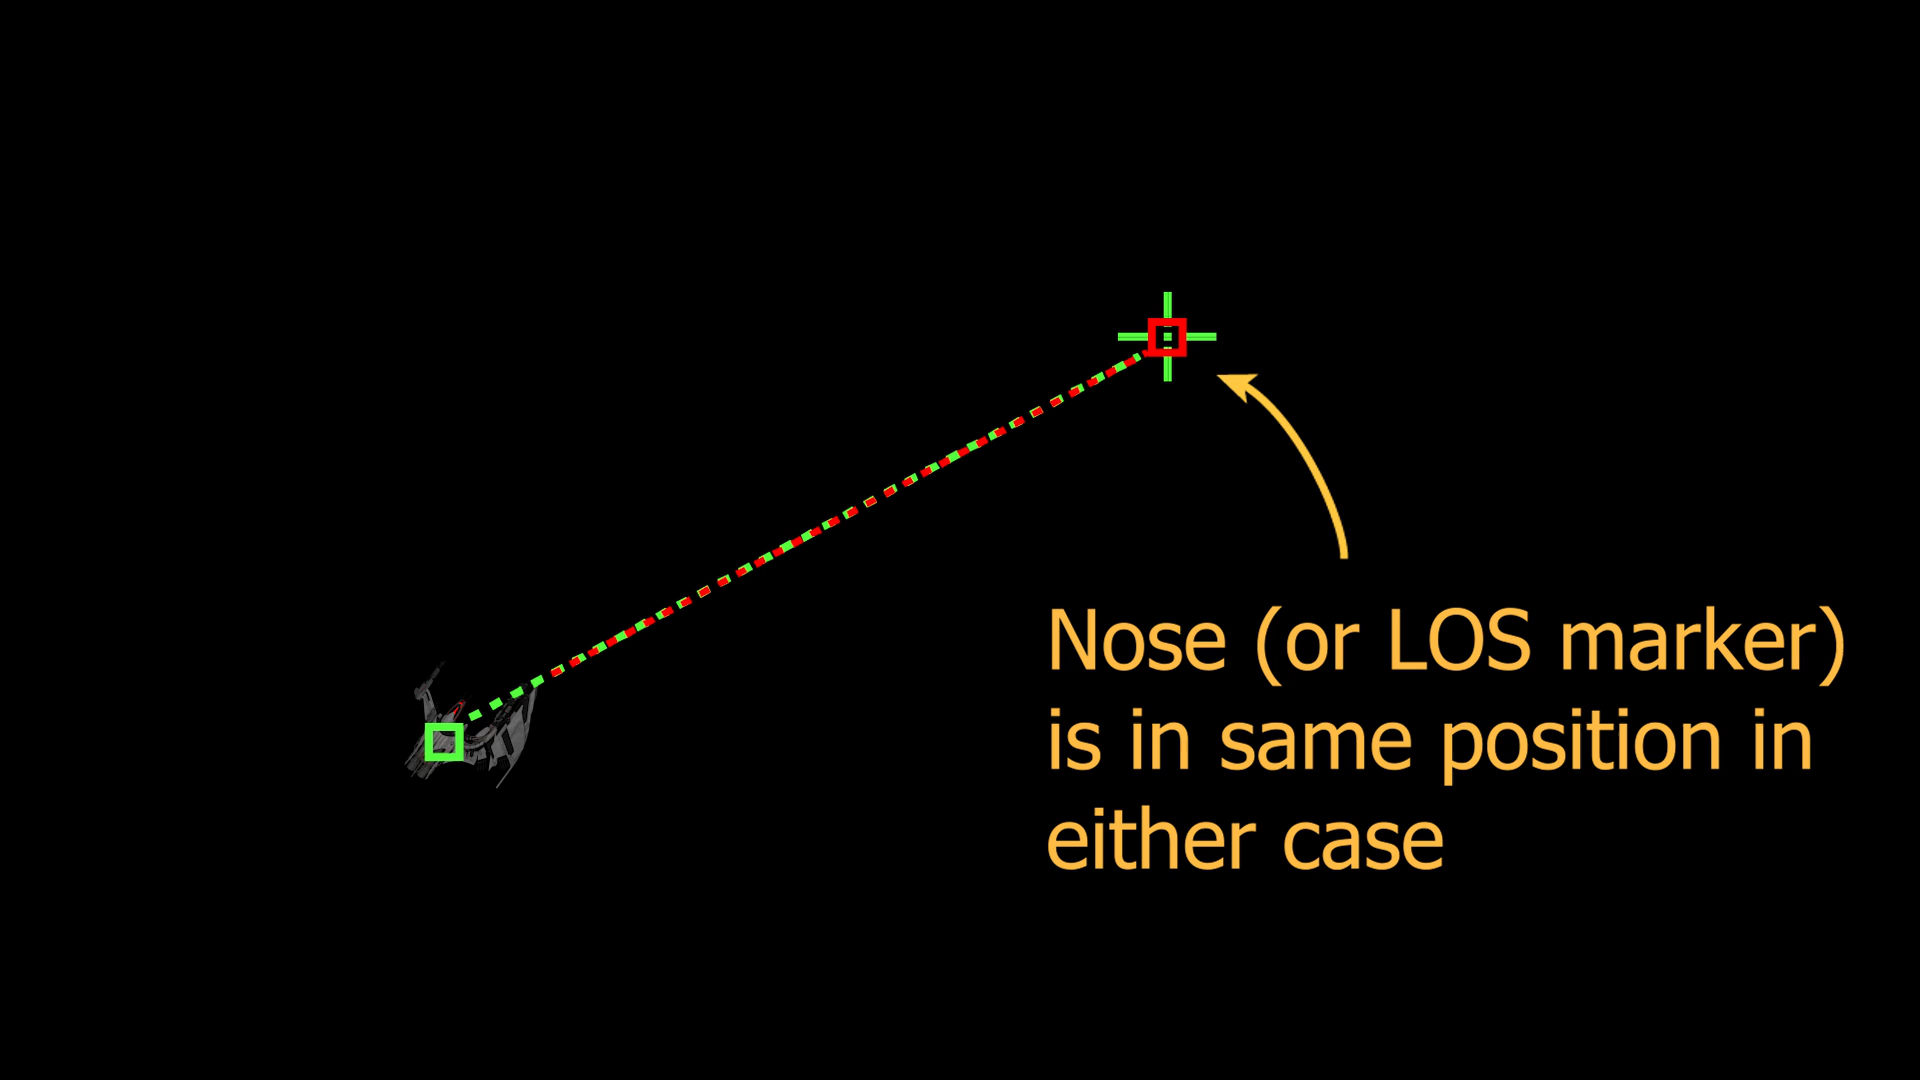 Nose (or LOS marker)
is in same position in
either case